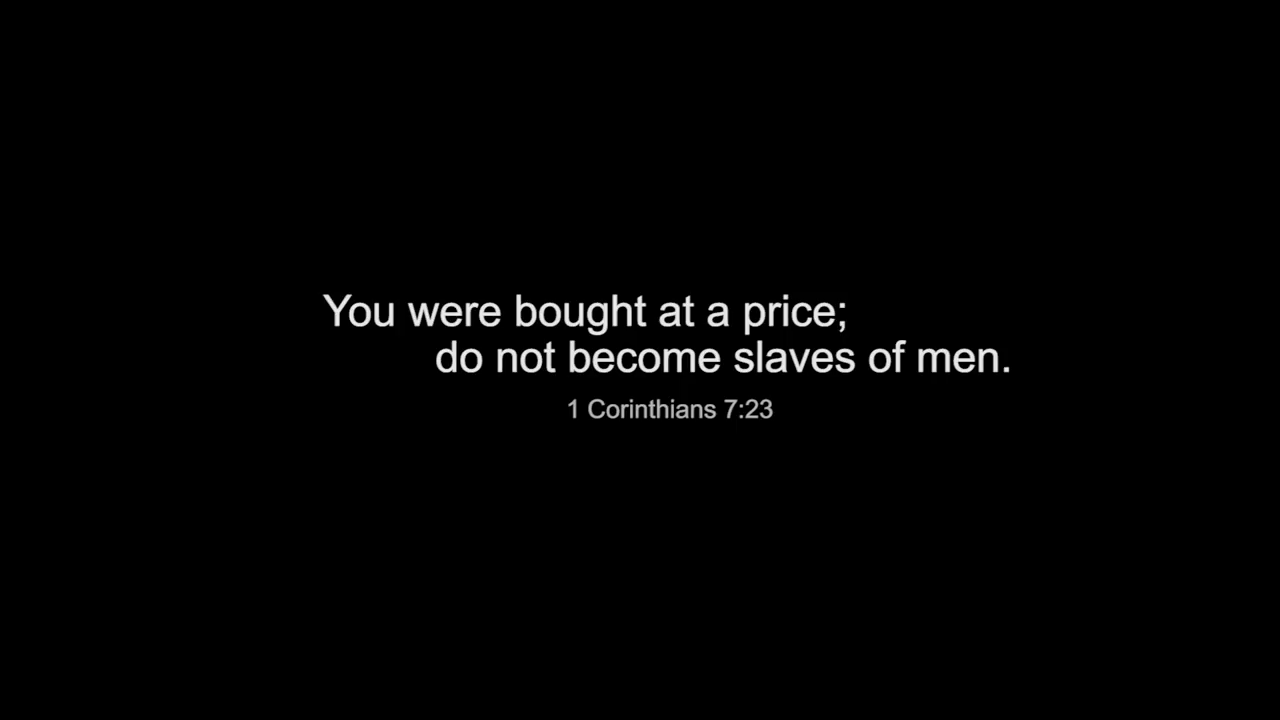 You were bought at a price;
do not become slaves of men.
1 Corinthians 7:23